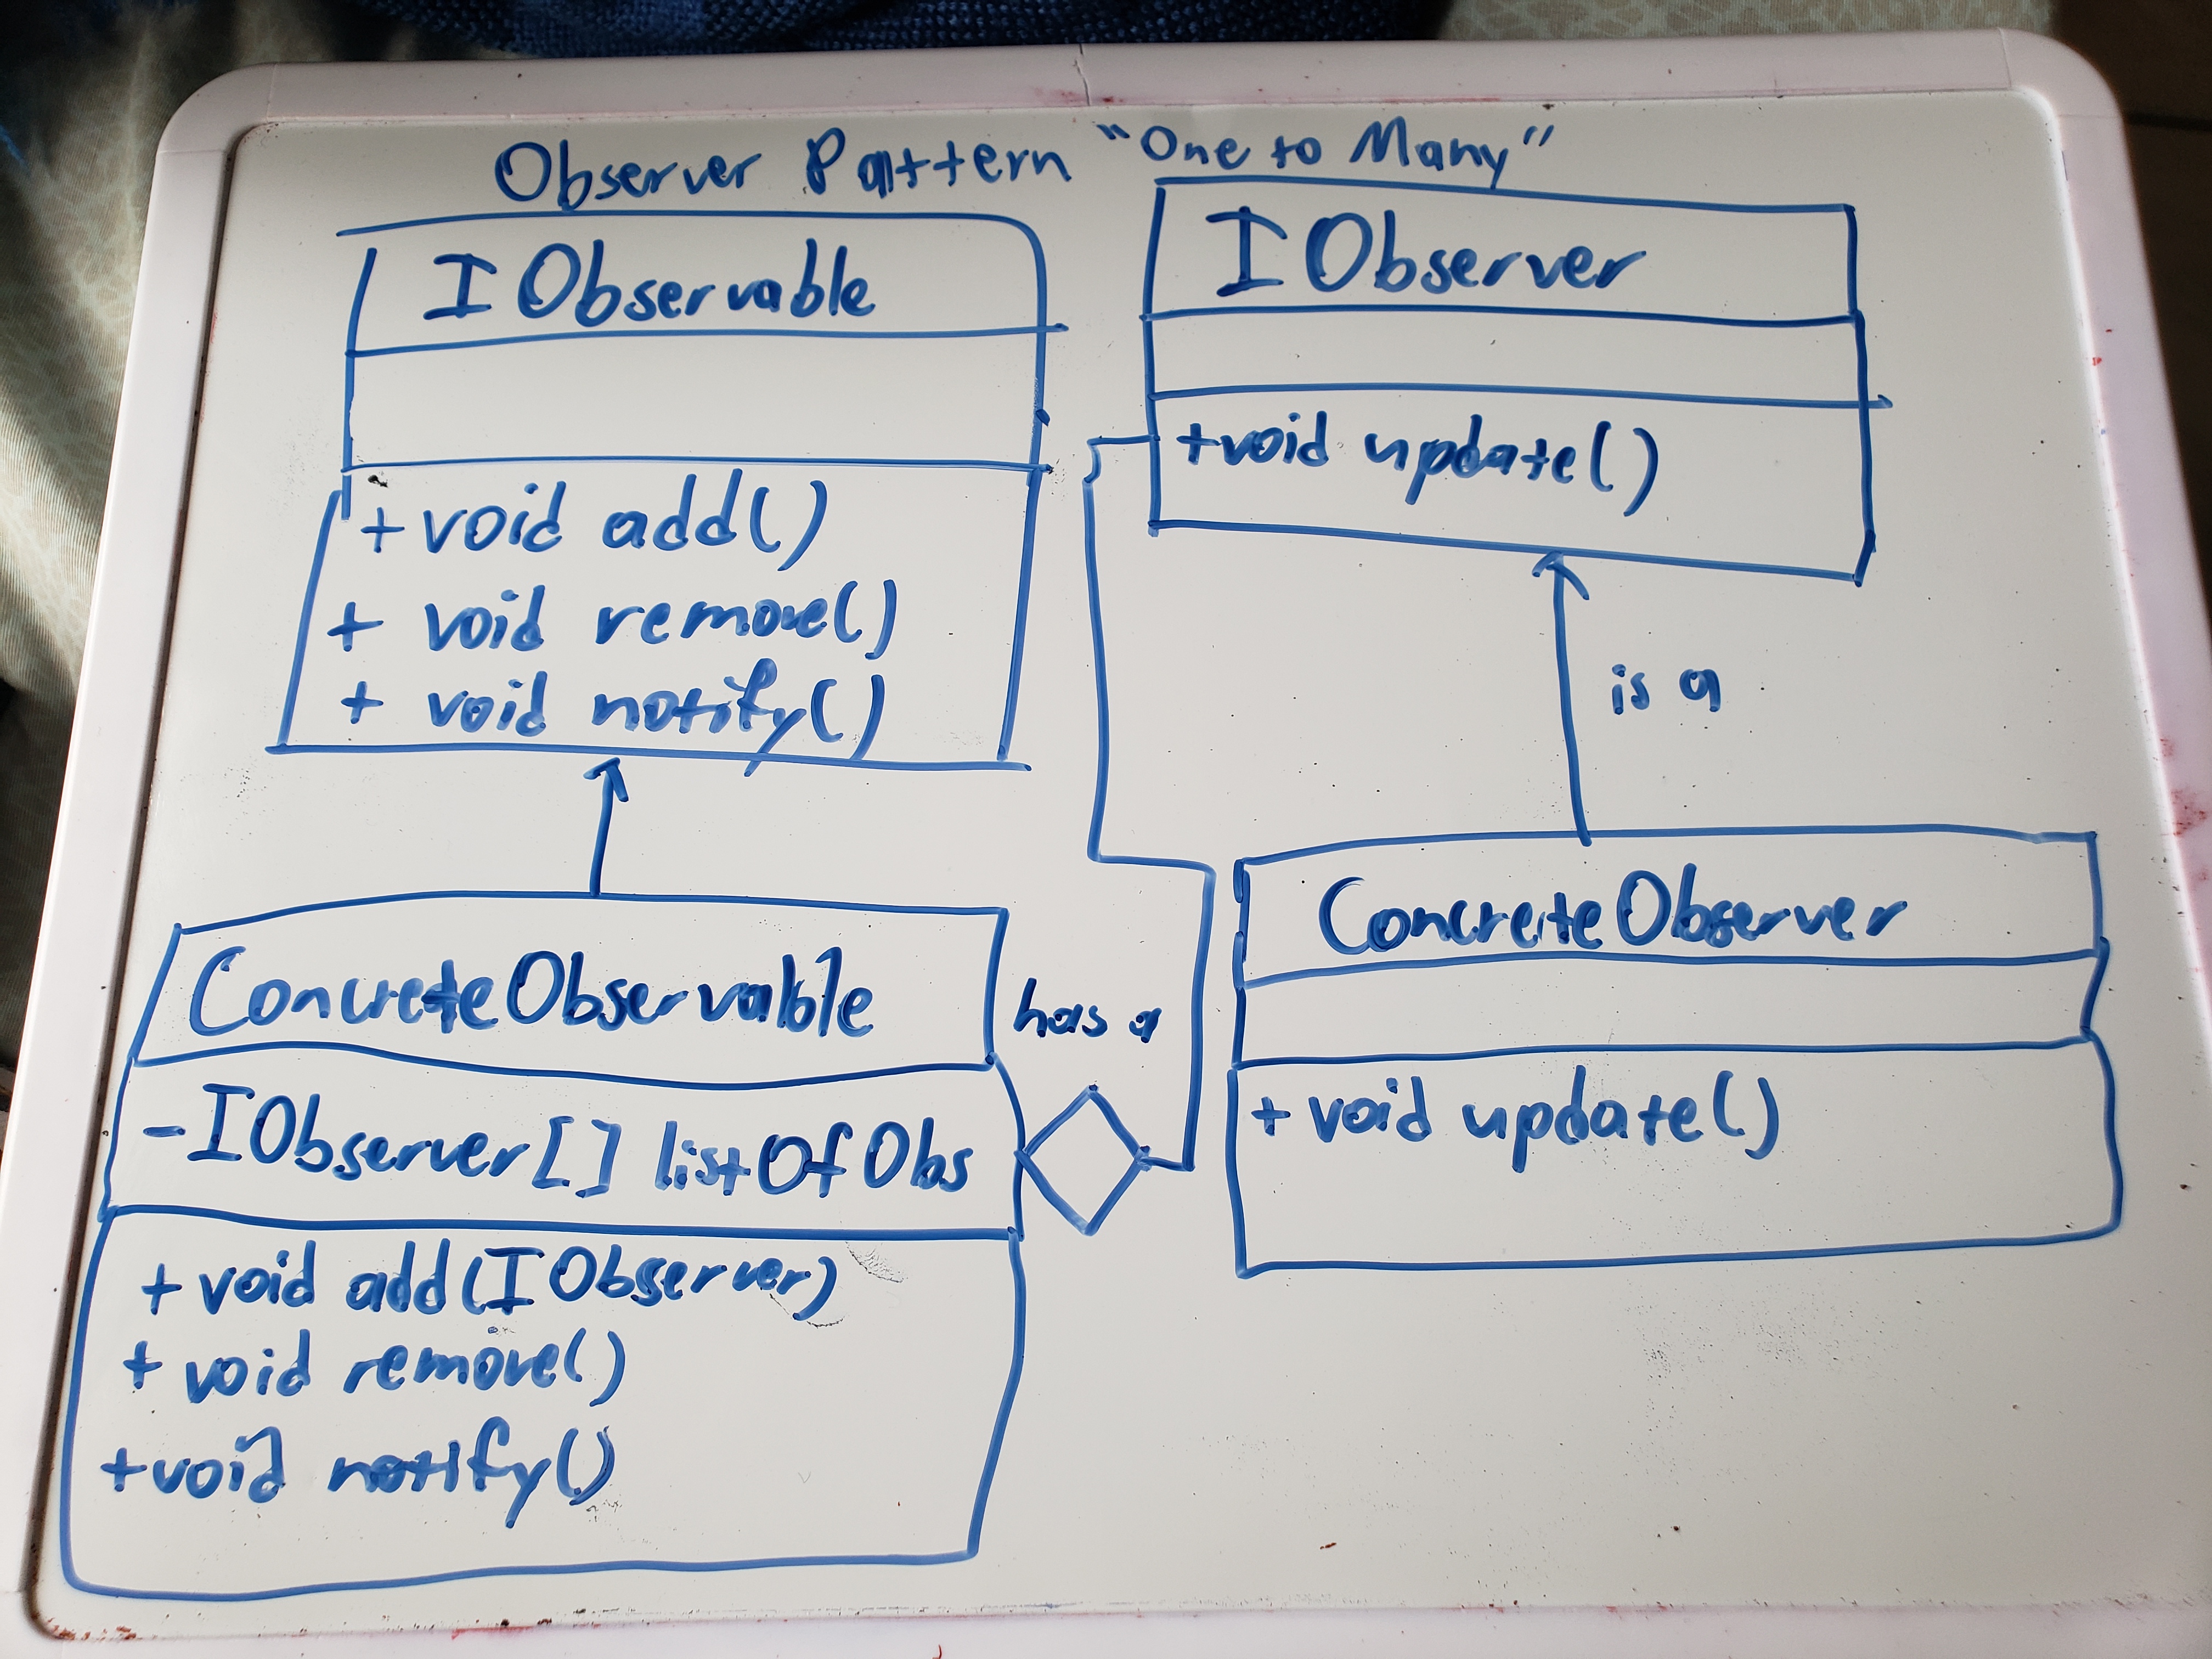 Observer Pattern "One to Many"
IObservable
+ void add()
+ void remove()
+ void notify()
IObserver
+void update()
is a
ConcreteObservable
-IObserver[] listOfObs
+ void add(IObserver)
+ void remove()
+void notify()
has a
ConcreteObserver
+ void update()